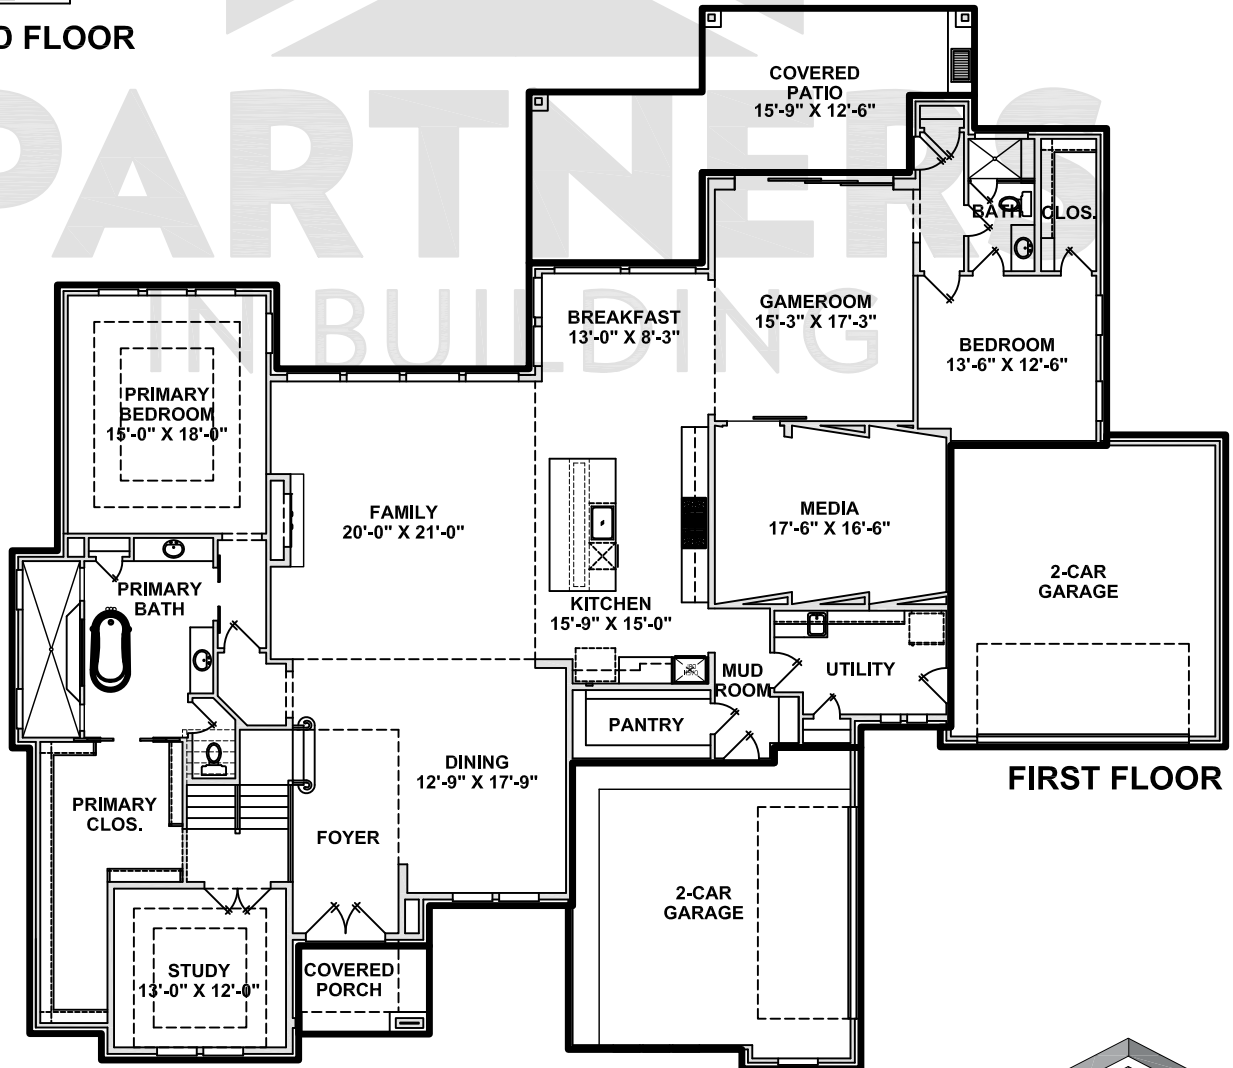 D FLOOR
PARTNERS
IN BUILDING
COVERED
PATIO
15'-9" X 12'-6"
BATH
CLOS.
GAMEROOM
15'-3" X 17'-3"
BREAKFAST
13'-0" X 8'-3"
BEDROOM
13'-6" X 12'-6"
PRIMARY
BEDROOM
15'-0" X 18'-0"
FAMILY
20'-0" X 21'-0"
MEDIA
17'-6" X 16'-6"
2-CAR
GARAGE
PRIMARY
BATH
KITCHEN
15'-9" X 15'-0"
MUD
ROOM
UTILITY
PANTRY
DINING
12'-9" X 17'-9"
FIRST FLOOR
PRIMARY
CLOS.
FOYER
2-CAR
GARAGE
STUDY
13'-0" X 12'-0"
COVERED
PORCH